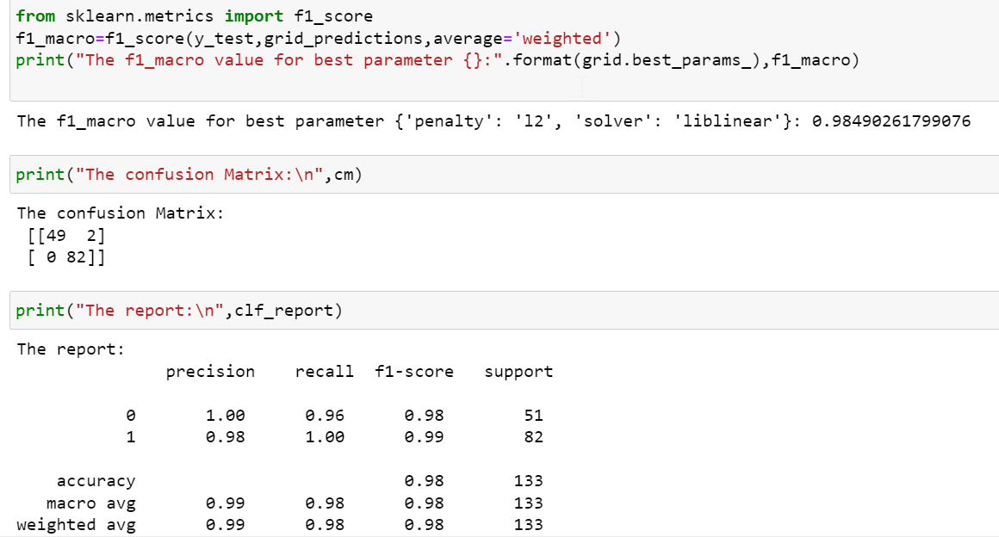 from sklearn.metrics import f1_score
f1_macro=f1_score(y_test,grid_predictions,average='weighted')
print("The f1_macro value for best parameter {}:".format(grid.best_params_),f1_macro)
The f1_macro value for best parameter {'penalty': 'l2', 'solver': 'liblinear'}: 0.98490261799076
print("The confusion Matrix:\n",cm)
The confusion Matrix:
[[49  2]
[ 0 82]]
print("The report:\n",clf_report)
The report:
precision    recall  f1-score   support
0       1.00      0.96      0.98        51
1       0.98      1.00      0.99        82
accuracy                           0.98       133
macro avg       0.99      0.98      0.98       133
weighted avg       0.99      0.98      0.98       133